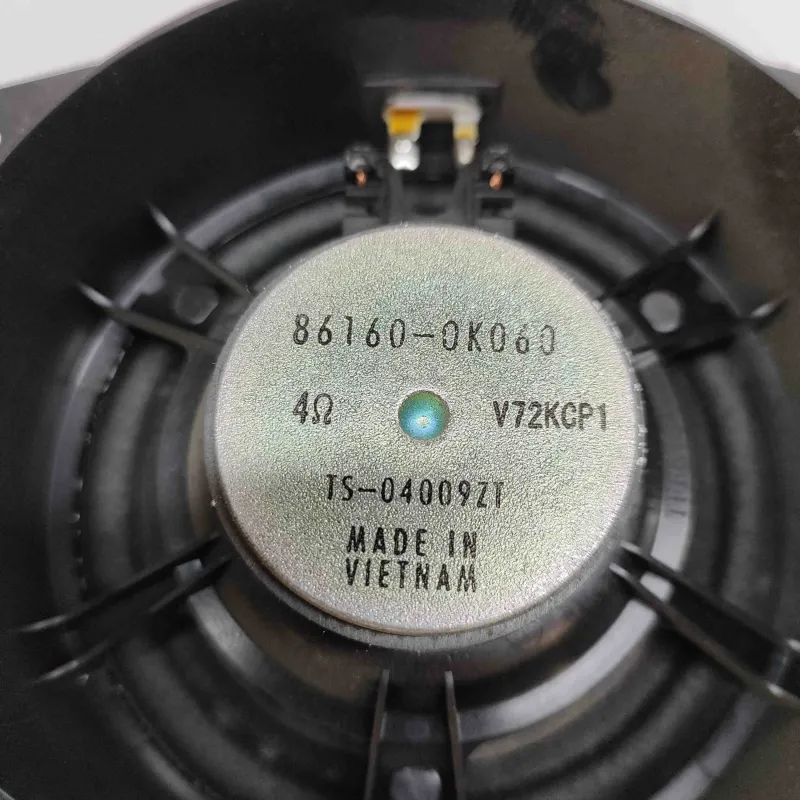 86160-0K060
4Ω V72KCP1
TS-04009ZT
MADE IN
VIETNAM